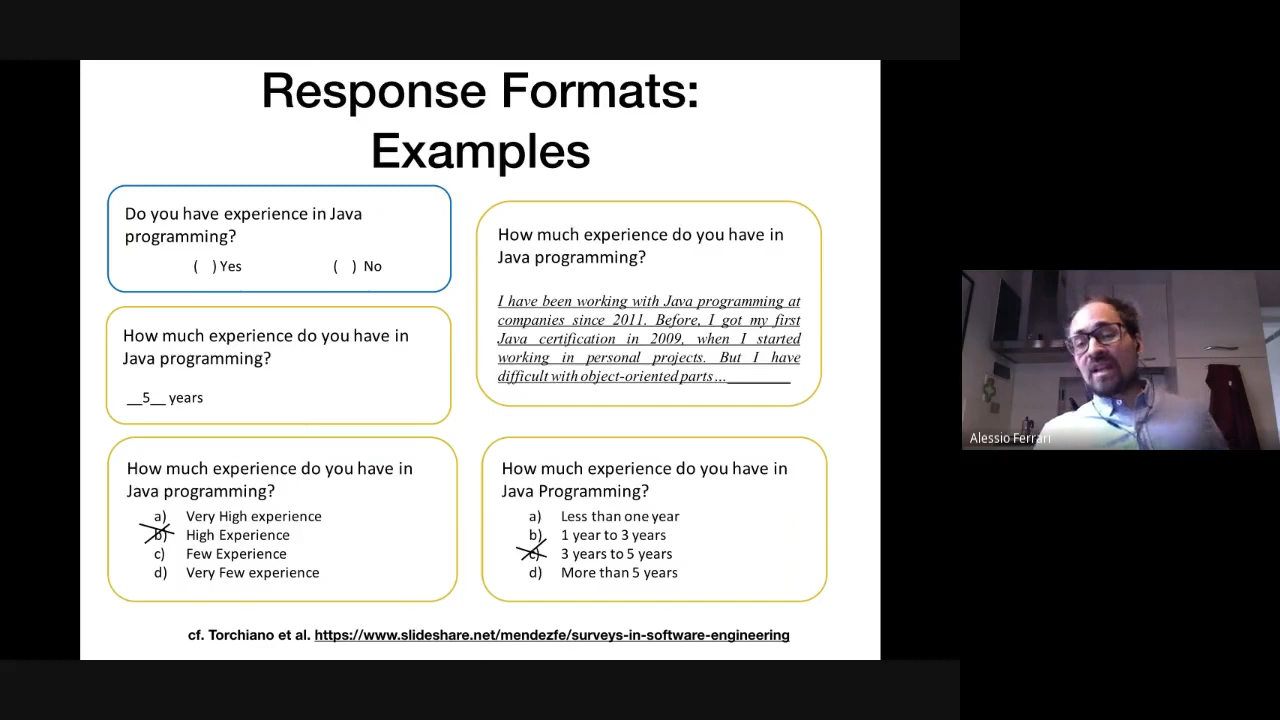 Response Formats:
Examples
Do you have experience in Java
programming?
( ) Yes ( ) No
How much experience do you have in
Java programming?
__5__ years
How much experience do you have in
Java programming?
I have been working with Java programming at
companies since 2011. Before, I got my first
Java certification in 2009, when I started
working in personal projects. But I have
difficult with object-oriented parts…________
How much experience do you have in
Java programming?
a) Very High experience
b) High Experience
c) Few Experience
d) Very Few experience
How much experience do you have in
Java Programming?
a) Less than one year
b) 1 year to 3 years
c) 3 years to 5 years
d) More than 5 years
cf. Torchiano et al. https://www.slideshare.net/mendezfe/surveys-in-software-engineering
Alessio Ferrari